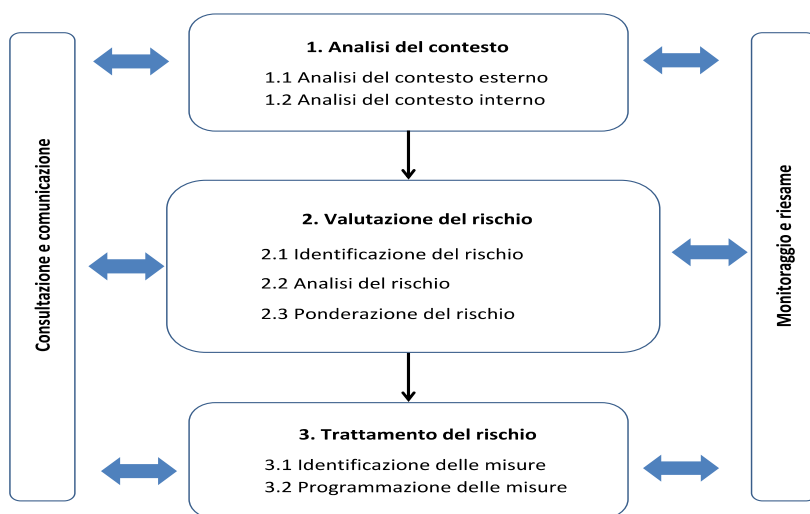 Consultazione e comunicazione
1. Analisi del contesto
1.1 Analisi del contesto esterno
1.2 Analisi del contesto interno
2. Valutazione del rischio
2.1 Identificazione del rischio
2.2 Analisi del rischio
2.3 Ponderazione del rischio
3. Trattamento del rischio
3.1 Identificazione delle misure
3.2 Programmazione delle misure
Monitoraggio e riesame